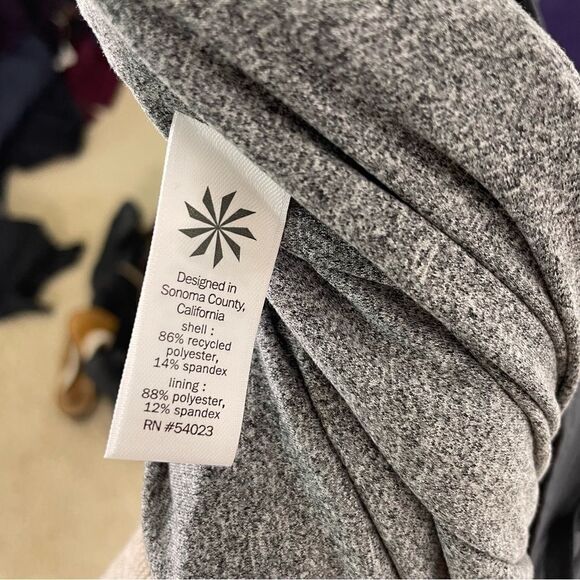 Designed in
Sonoma County,
California
shell :
86% recycled
polyester,
14% spandex
lining :
88% polyester,
12% spandex
RN #54023